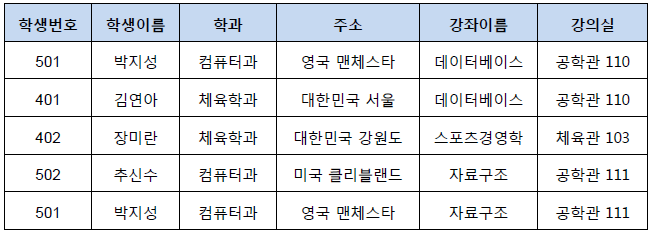 학생번호 학생이름 학과 주소 강좌이름 강의실
501 박지성 컴퓨터과 영국 맨체스타 데이터베이스 공학관 110
401 김연아 체육학과 대한민국 서울 데이터베이스 공학관 110
402 장미란 체육학과 대한민국 강원도 스포츠경영학 체육관 103
502 추신수 컴퓨터과 미국 클리블랜드 자료구조 공학관 111
501 박지성 컴퓨터과 영국 맨체스타 자료구조 공학관 111